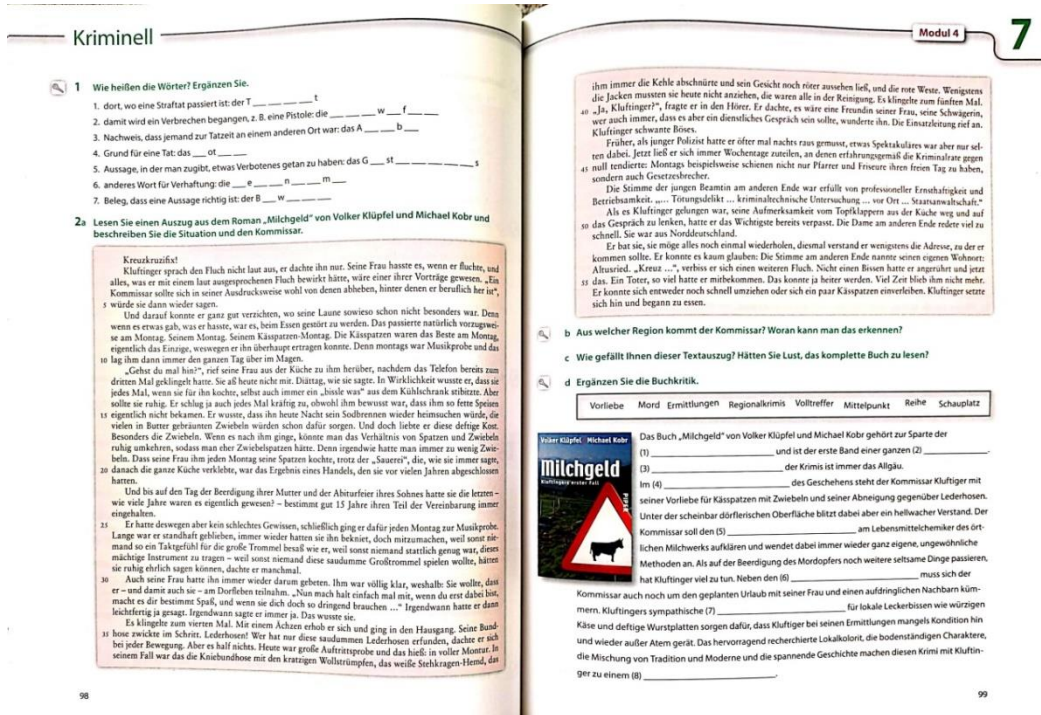 Kriminell
1 Wie heißen die Wörter? Ergänzen Sie.
1. dort, wo eine Straftat passiert ist: der T___ ___ ___ ___t
2. damit wird ein Verbrechen begangen, z. B. eine Pistole: die ___ ___ ___ w___f___ ___
3. Nachweis, dass jemand zur Tatzeit an einem anderen Ort war: das A___ ___b___
4. Grund für eine Tat: das ___ot___ ___
5. Aussage, in der man zugibt, etwas Verbotenes getan zu haben: das G___st___ ___ ___ ___ ___s
6. anderes Wort für Verhaftung: die ___e___ ___n___ ___m___
7. Beleg, dass eine Aussage richtig ist: der B___w___ ___
2a Lesen Sie einen Auszug aus dem Roman „Milchgeld" von Volker Klüpfel und Michael Kobr und
beschreiben Sie die Situation und den Kommissar.
Kreuzkruzifix!
Kluftinger sprach den Fluch nicht laut aus, er dachte ihn nur. Seine Frau hasste es, wenn er fluchte, und
alles, was er mit einem laut ausgesprochenen Fluch bewirkt hätte, wäre einer ihrer Vorträge gewesen. „Ein
Kommissar sollte sich in seiner Ausdrucksweise wohl von denen abheben, hinter denen er beruflich her ist",
5 würde sie dann wieder sagen.
Und darauf konnte er ganz gut verzichten, wo seine Laune sowieso schon nicht besonders war. Denn
wenn es etwas gab, was er hasste, war es, beim Essen gestört zu werden. Das passierte natürlich vorzugswei-
se am Montag. Seinem Montag. Seinem Kässpatzen-Montag. Die Kässpatzen waren das Beste am Montag,
eigentlich das Einzige, weswegen er ihn überhaupt ertragen konnte. Denn montags war Musikprobe und das
10 lag ihm dann immer den ganzen Tag über im Magen.
„Gehst du mal hin?", rief seine Frau aus der Küche zu ihm herüber, nachdem das Telefon bereits zum
dritten Mal geklingelt hatte. Sie aß heute nicht mit. Diättag, wie sie sagte. In Wirklichkeit wusste er, dass sie
jedes Mal, wenn sie für ihn kochte, selbst auch immer ein „bissle was" aus dem Kühlschrank stibitzte. Aber
sollte sie ruhig. Er schlug ja auch jedes Mal kräftig zu, obwohl ihm bewusst war, dass ihm so fette Speisen
15 eigentlich nicht bekamen. Er wusste, dass ihn heute Nacht sein Sodbrennen wieder heimsuchen würde, die
vielen in Butter gebräunten Zwiebeln würden schon dafür sorgen. Und doch liebte er diese deftige Kost.
Besonders die Zwiebeln. Wenn es nach ihm ginge, könnte man das Verhältnis von Spatzen und Zwiebeln
ruhig umkehren, sodass man eher Zwiebelspatzen hätte. Denn irgendwie hatte man immer zu wenig Zwie-
beln. Dass seine Frau ihm jeden Montag seine Spatzen kochte, trotz der „Sauerei", die, wie sie immer sagte,
20 danach die ganze Küche verklebte, war das Ergebnis eines Handels, den sie vor vielen Jahren abgeschlossen
hatten.
Und bis auf den Tag der Beerdigung ihrer Mutter und der Abiturfeier ihres Sohnes hatte sie die letzten –
wie viele Jahre waren es eigentlich gewesen? – bestimmt gut 15 Jahre ihren Teil der Vereinbarung immer
eingehalten.
25 Er hatte deswegen aber kein schlechtes Gewissen, schließlich ging er dafür jeden Montag zur Musikprobe.
Lange war er standhaft geblieben, immer wieder hatten sie ihn bekniet, doch mitzumachen, weil sonst nie-
mand so ein Taktgefühl für die große Trommel besaß wie er, weil sonst niemand stattlich genug war, dieses
mächtige Instrument zu tragen – weil sonst niemand diese saudumme Großtrommel spielen wollte, hätten
sie ruhig ehrlich sagen können, dachte er manchmal.
30 Auch seine Frau hatte ihn immer wieder darum gebeten. Ihm war völlig klar, weshalb: Sie wollte, dass
er – und damit auch sie – am Dorfleben teilnahm. „Nun mach halt einfach mal mit, wenn du erst dabei bist,
macht es dir bestimmt Spaß, und wenn sie dich doch so dringend brauchen ..." Irgendwann hatte er dann
leichtfertig ja gesagt. Irgendwann sagte er immer ja. Das wusste sie.
Es klingelte zum vierten Mal. Mit einem Ächzen erhob er sich und ging in den Hausgang. Seine Bund-
35 hose zwickte im Schritt. Lederhosen! Wer hat nur diese saudummen Lederhosen erfunden, dachte er sich
bei jeder Bewegung. Aber es half nichts. Heute war große Auftrittsprobe und das hieß: in voller Montur. In
seinem Fall war das die Kniebundhose mit den kratzigen Wollstrümpfen, das weiße Stehkragen-Hemd, das
98
Modul 4
7
ihm immer die Kehle abschnürte und sein Gesicht noch röter aussehen ließ, und die rote Weste. Wenigstens
die Jacken mussten sie heute nicht anziehen, die waren alle in der Reinigung. Es klingelte zum fünften Mal.
40 „Ja, Kluftinger?", fragte er in den Hörer. Er dachte, es wäre eine Freundin seiner Frau, seine Schwägerin,
wer auch immer, dass es aber ein dienstliches Gespräch sein sollte, wunderte ihn. Die Einsatzleitung rief an.
Kluftinger schwante Böses.
Früher, als junger Polizist hatte er öfter mal nachts raus gemusst, etwas Spektakuläres war aber nur sel-
ten dabei. Jetzt ließ er sich immer Wochentage zuteilen, an denen erfahrungsgemäß die Kriminalrate gegen
45 null tendierte: Montags beispielsweise schienen nicht nur Pfarrer und Friseure ihren freien Tag zu haben,
sondern auch Gesetzesbrecher.
Die Stimme der jungen Beamtin am anderen Ende war erfüllt von professioneller Ernsthaftigkeit und
Betriebsamkeit. „... Tötungsdelikt ... kriminaltechnische Untersuchung ... vor Ort ... Staatsanwaltschaft."
Als es Kluftinger gelungen war, seine Aufmerksamkeit vom Topfklappern aus der Küche weg und auf
50 das Gespräch zu lenken, hatte er das Wichtigste bereits verpasst. Die Dame am anderen Ende redete viel zu
schnell. Sie war aus Norddeutschland.
Er bat sie, sie möge alles noch einmal wiederholen, diesmal verstand er wenigstens die Adresse, zu der er
kommen sollte. Er konnte es kaum glauben: Die Stimme am anderen Ende nannte seinen eigenen Wohnort:
Altusried. „Kreuz ...", verbiss er sich einen weiteren Fluch. Nicht einen Bissen hatte er angerührt und jetzt
55 das. Ein Toter, so viel hatte er mitbekommen. Das konnte ja heiter werden. Viel Zeit blieb ihm nicht mehr.
Er konnte sich entweder noch schnell umziehen oder sich ein paar Kässpatzen einverleiben. Kluftinger setzte
sich hin und begann zu essen.
b Aus welcher Region kommt der Kommissar? Woran kann man das erkennen?
c Wie gefällt Ihnen dieser Textauszug? Hätten Sie Lust, das komplette Buch zu lesen?
d Ergänzen Sie die Buchkritik.
Vorliebe Mord Ermittlungen Regionalkrimis Volltreffer Mittelpunkt Reihe Schauplatz
Volker Klüpfel Michael Kobr
Milchgeld
Kluftingers erster Fall
PIPER
Das Buch „Milchgeld" von Volker Klüpfel und Michael Kobr gehört zur Sparte der
(1) ____________ und ist der erste Band einer ganzen (2) ____________.
(3) ____________ der Krimis ist immer das Allgäu.
Im (4) ____________ des Geschehens steht der Kommissar Kluftiger mit
seiner Vorliebe für Kässpatzen mit Zwiebeln und seiner Abneigung gegenüber Lederhosen.
Unter der scheinbar dörflerischen Oberfläche blitzt dabei aber ein hellwacher Verstand. Der
Kommissar soll den (5) ____________ am Lebensmittelchemiker des ört-
lichen Milchwerks aufklären und wendet dabei immer wieder ganz eigene, ungewöhnliche
Methoden an. Als auf der Beerdigung des Mordopfers noch weitere seltsame Dinge passieren,
hat Kluftinger viel zu tun. Neben den (6) ____________ muss sich der
Kommissar auch noch um den geplanten Urlaub mit seiner Frau und einen aufdringlichen Nachbarn küm-
mern. Kluftingers sympathische (7) ____________ für lokale Leckerbissen wie würzigen
Käse und deftige Wurstplatten sorgen dafür, dass Kluftiger bei seinen Ermittlungen mangels Kondition hin
und wieder außer Atem gerät. Das hervorragend recherchierte Lokalkolorit, die bodenständigen Charaktere,
die Mischung von Tradition und Moderne und die spannende Geschichte machen diesen Krimi mit Kluftin-
ger zu einem (8) ____________.
99